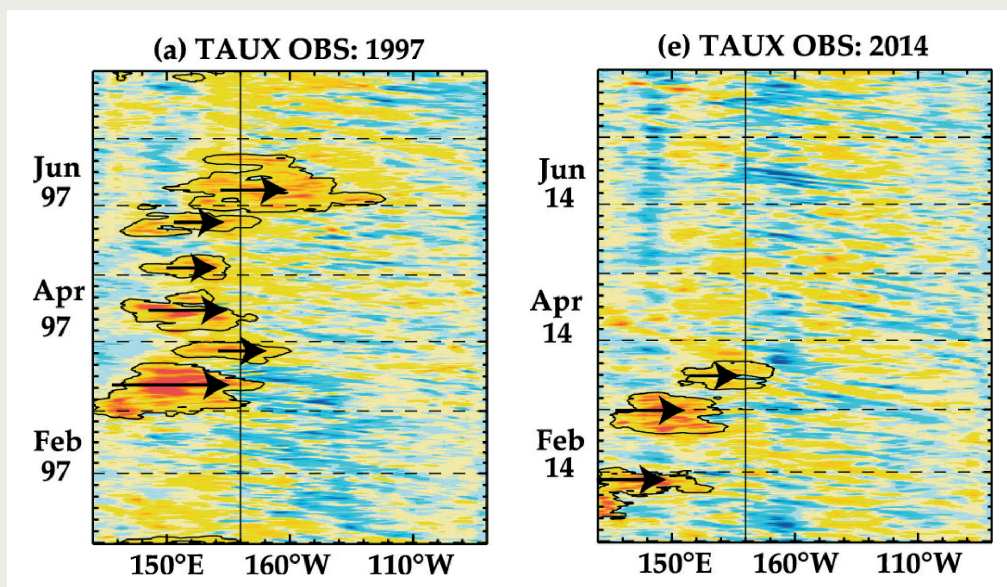 (a) TAUX OBS: 1997
Jun
97
Apr
97
Feb
97
150°E 160°W 110°W
(e) TAUX OBS: 2014
Jun
14
Apr
14
Feb
14
150°E 160°W 110°W